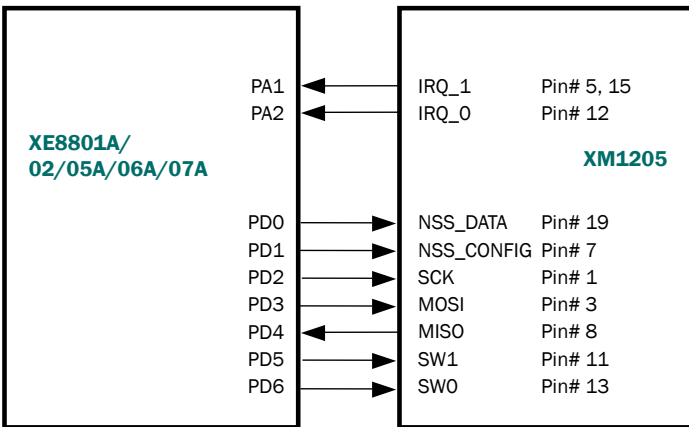 PA1 IRQ_1 Pin# 5, 15
PA2 IRQ_0 Pin# 12
XE8801A/
02/05A/06A/07A
XM1205
PD0 NSS_DATA Pin# 19
PD1 NSS_CONFIG Pin# 7
PD2 SCK Pin# 1
PD3 MOSI Pin# 3
PD4 MISO Pin# 8
PD5 SW1 Pin# 11
PD6 SW0 Pin# 13